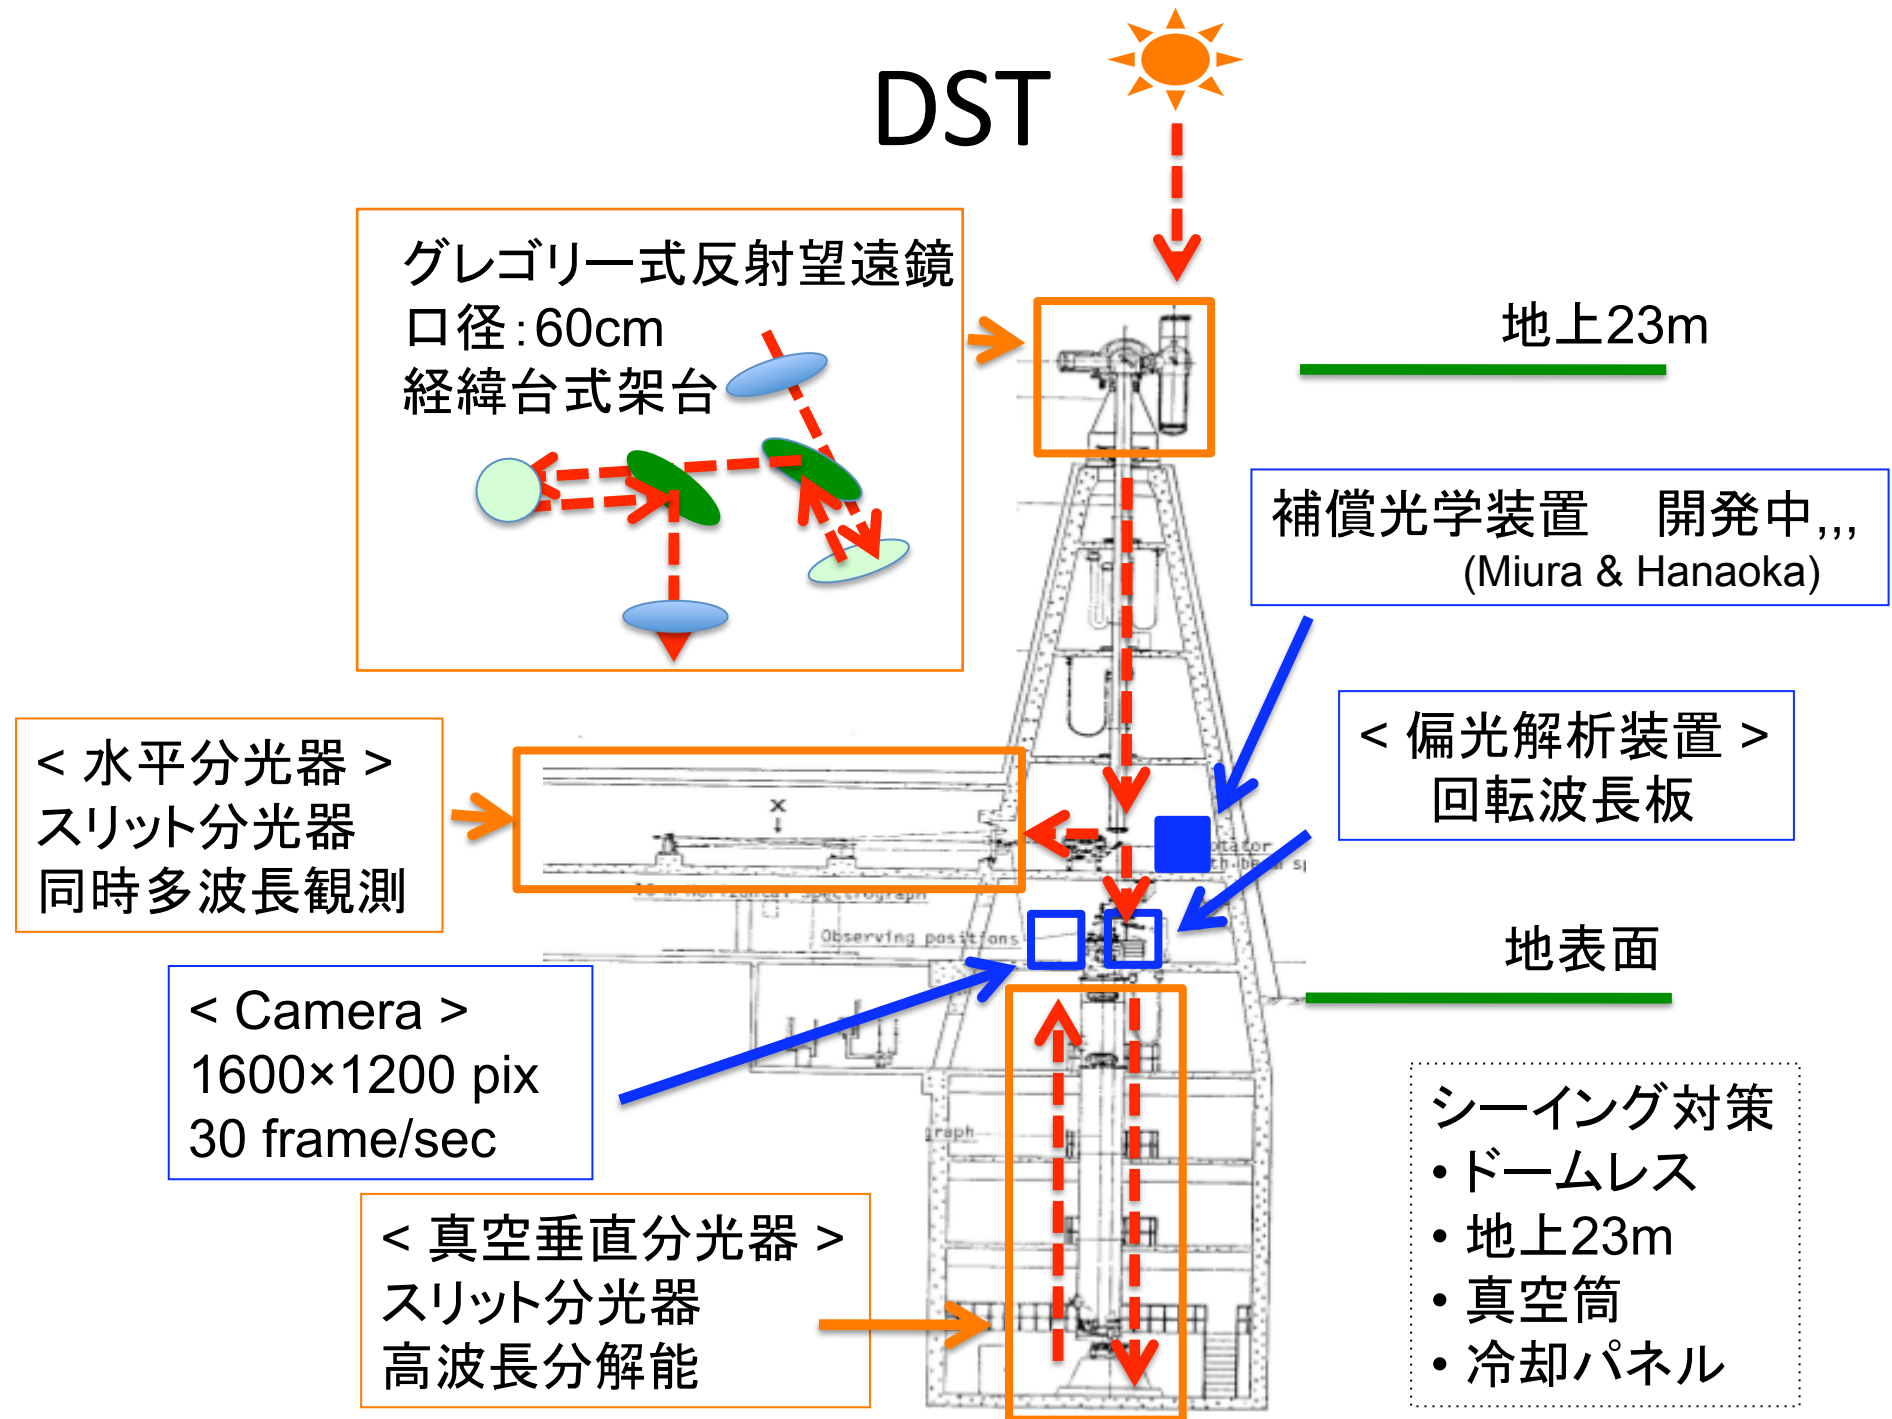 DST
グレゴリー式反射望遠鏡
口径：60cm
経緯台式架台
地上23m
補償光学装置　開発中,,,
(Miura & Hanaoka)
< 偏光解析装置 >
回転波長板
< 水平分光器 >
スリット分光器
同時多波長観測
x
Horizontal Spectrograph
Observing positions
地表面
< Camera >
1600×1200 pix
30 frame/sec
graph
< 真空垂直分光器 >
スリット分光器
高波長分解能
シーイング対策
• ドームレス
• 地上23m
• 真空筒
• 冷却パネル